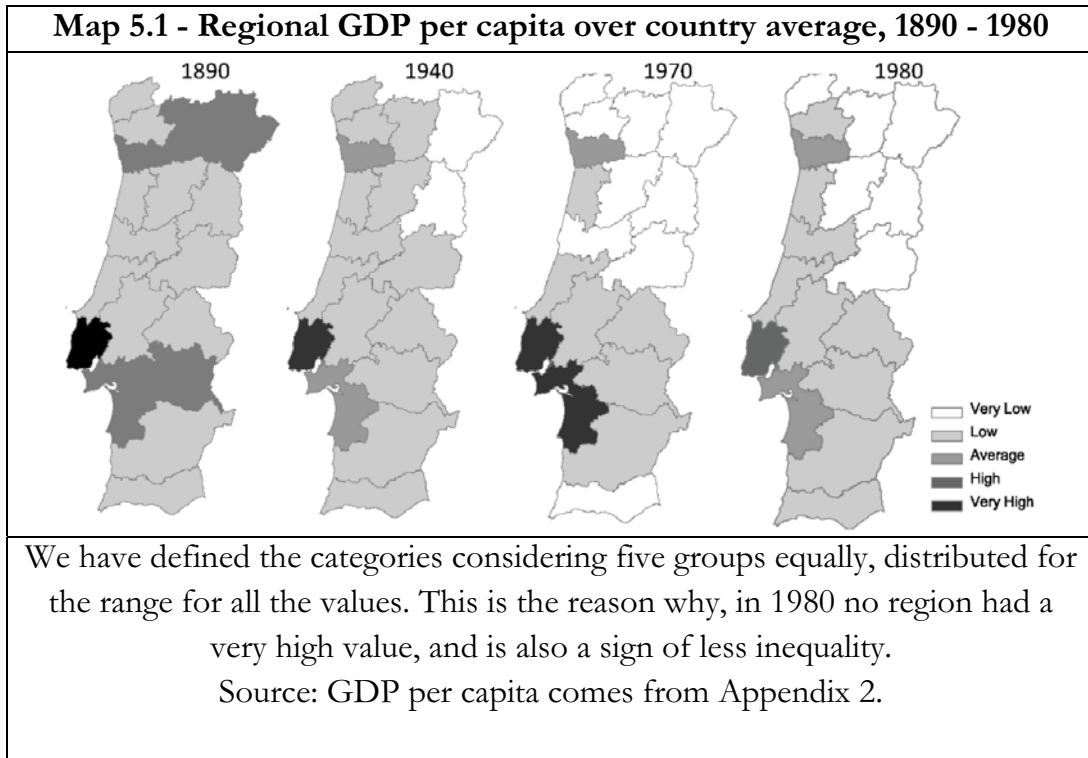 Map 5.1 - Regional GDP per capita over country average, 1890 - 1980
1890
1940
1970
1980
Very Low
Low
Average
High
Very High
We have defined the categories considering five groups equally, distributed for
the range for all the values. This is the reason why, in 1980 no region had a
very high value, and is also a sign of less inequality.
Source: GDP per capita comes from Appendix 2.